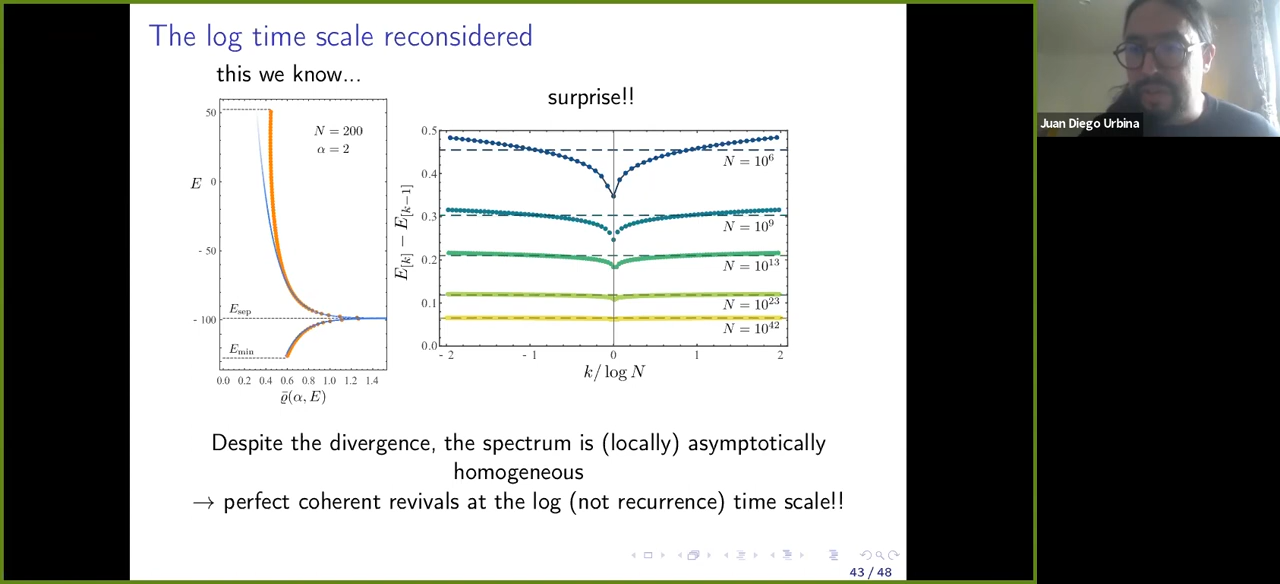 The log time scale reconsidered
this we know...
surprise!!
50
0
- 50
- 100
E
N = 200
α = 2
E_sep
E_min
0.0 0.2 0.4 0.6 0.8 1.0 1.2 1.4
ϱ̄(α, E)
0.5
0.4
0.3
0.2
0.1
0.0
E_[k] − E_[k−1]
N = 10^6
N = 10^9
N = 10^13
N = 10^23
N = 10^42
- 2 - 1 0 1 2
k/ log N
Despite the divergence, the spectrum is (locally) asymptotically
homogeneous
→ perfect coherent revivals at the log (not recurrence) time scale!!
43 / 48
Juan Diego Urbina